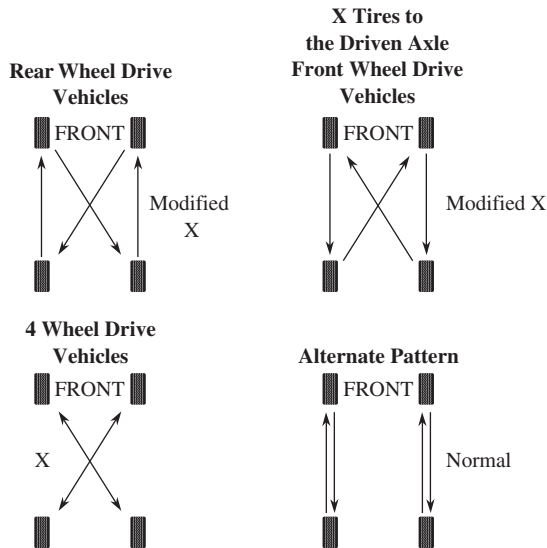 Rear Wheel Drive
Vehicles
FRONT
Modified
X
X Tires to
the Driven Axle
Front Wheel Drive
Vehicles
FRONT
Modified X
4 Wheel Drive
Vehicles
FRONT
X
Alternate Pattern
FRONT
Normal